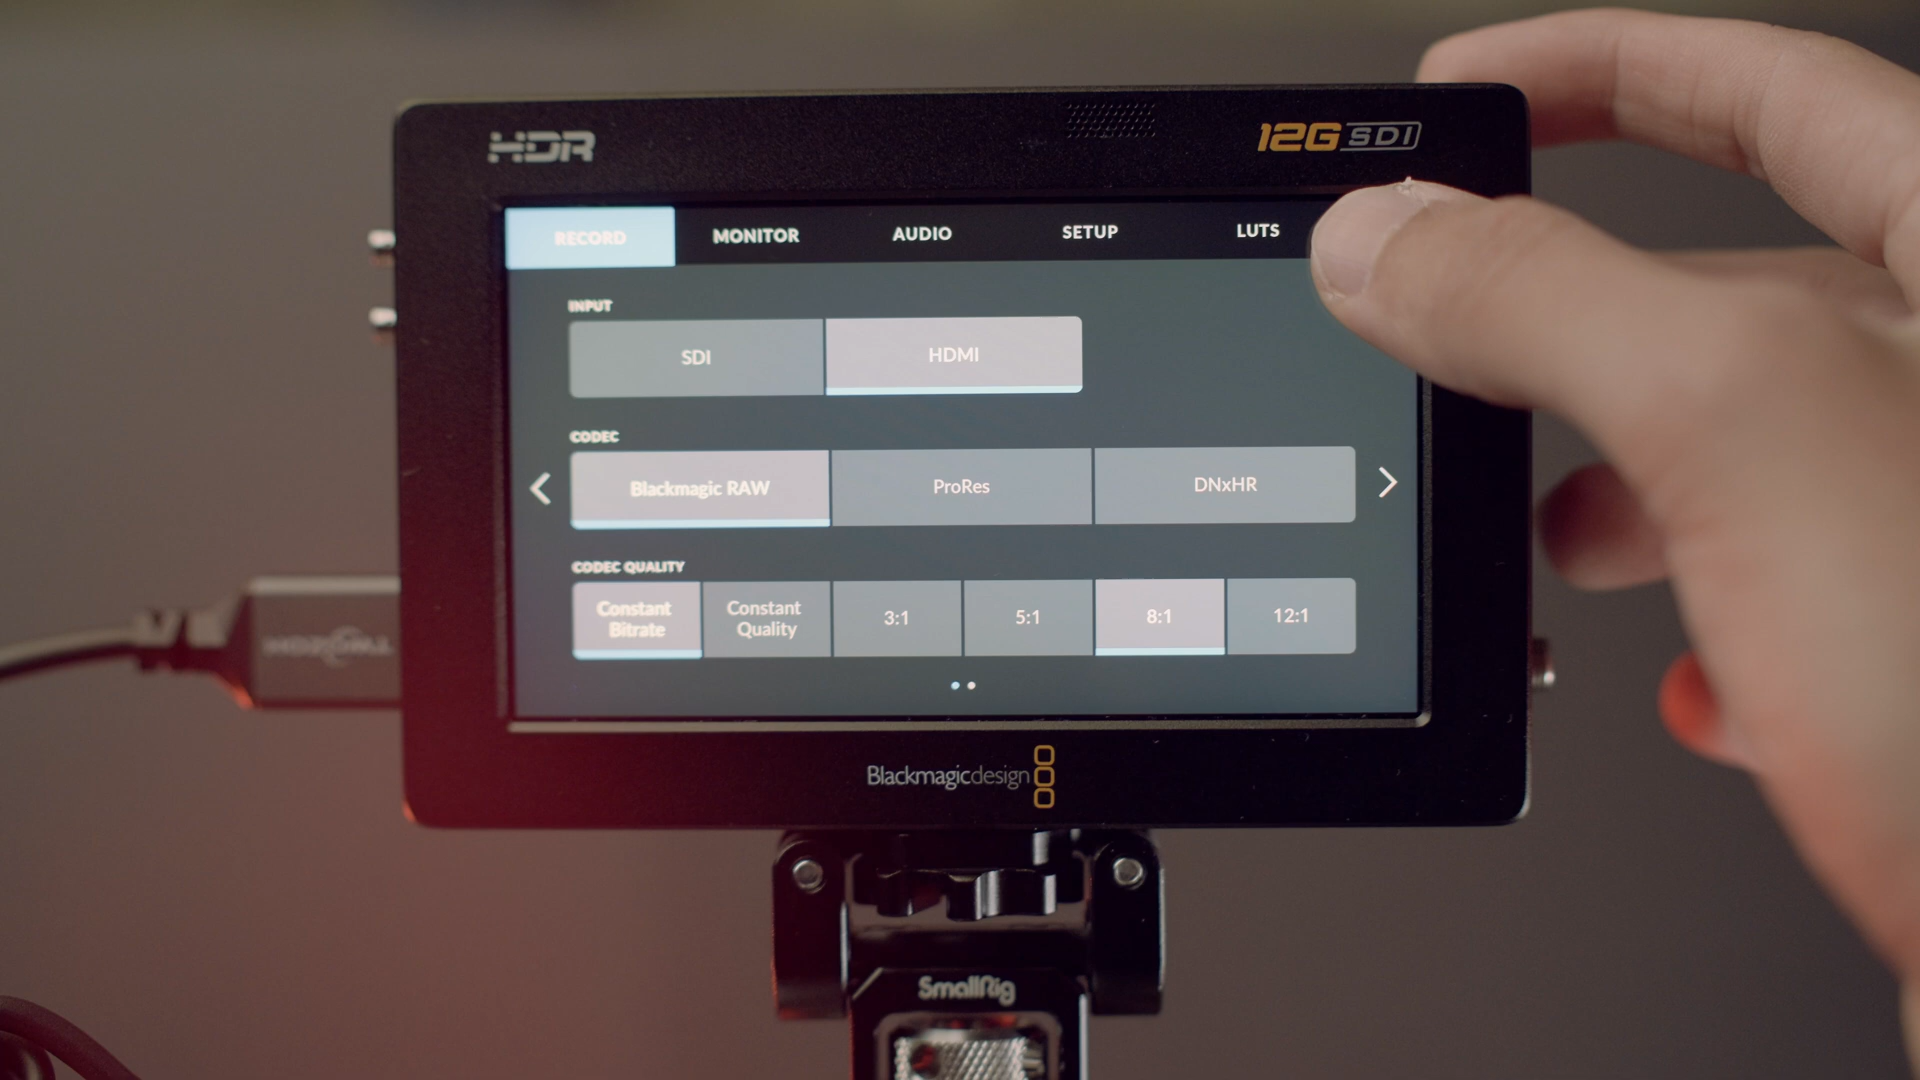 HDR
12G SDI
RECORD MONITOR AUDIO SETUP LUTS
INPUT
SDI HDMI
CODEC
Blackmagic RAW ProRes DNxHR
CODEC QUALITY
Constant Bitrate
Constant Quality
3:1 5:1 8:1 12:1
Blackmagicdesign
SmallRig